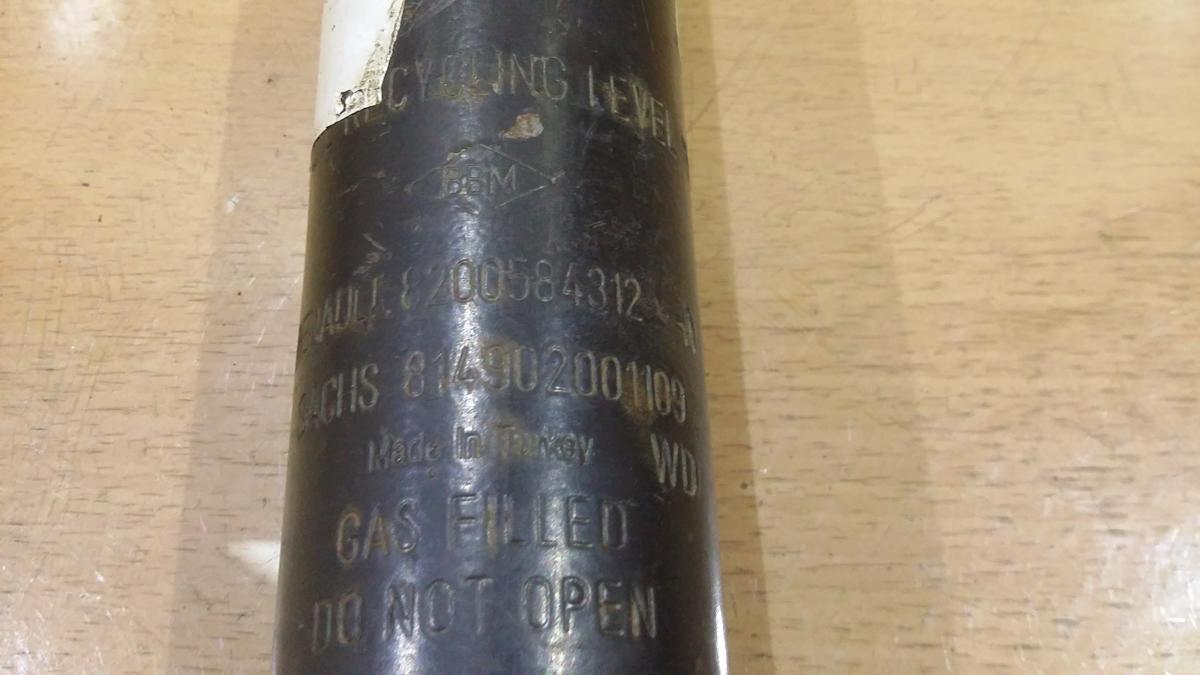 RECYCLING LEVEL
BBM
RENAULT 8200584312--A
SACHS 814902001109
Made In Turkey WD
GAS FILLED
DO NOT OPEN